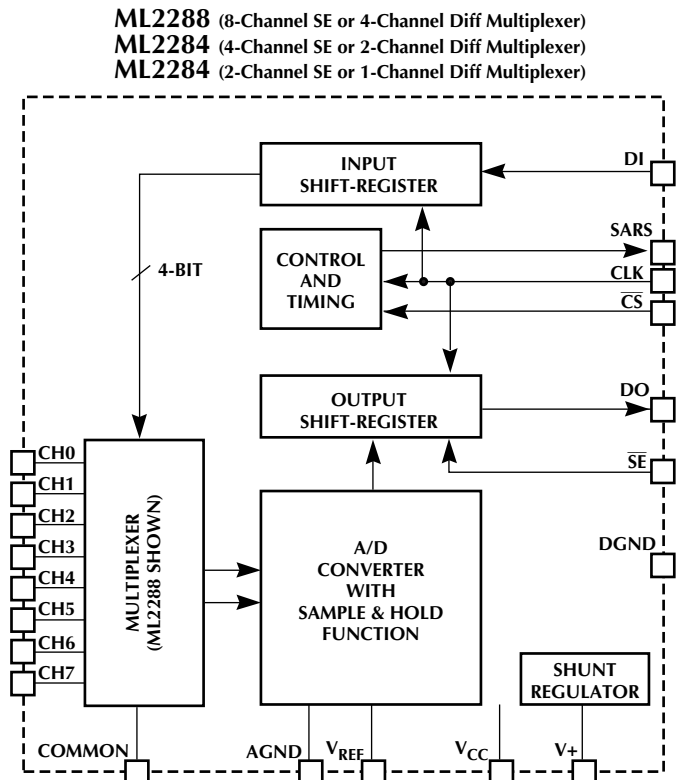 ML2288 (8-Channel SE or 4-Channel Diff Multiplexer)
ML2284 (4-Channel SE or 2-Channel Diff Multiplexer)
ML2284 (2-Channel SE or 1-Channel Diff Multiplexer)
INPUT
SHIFT-REGISTER
DI
4-BIT
CONTROL
AND
TIMING
SARS
CLK
CS
OUTPUT
SHIFT-REGISTER
DO
SE
CH0
CH1
CH2
CH3
CH4
CH5
CH6
CH7
MULTIPLEXER
(ML2288 SHOWN)
A/D
CONVERTER
WITH
SAMPLE & HOLD
FUNCTION
DGND
SHUNT
REGULATOR
COMMON
AGND
VREF
VCC
V+